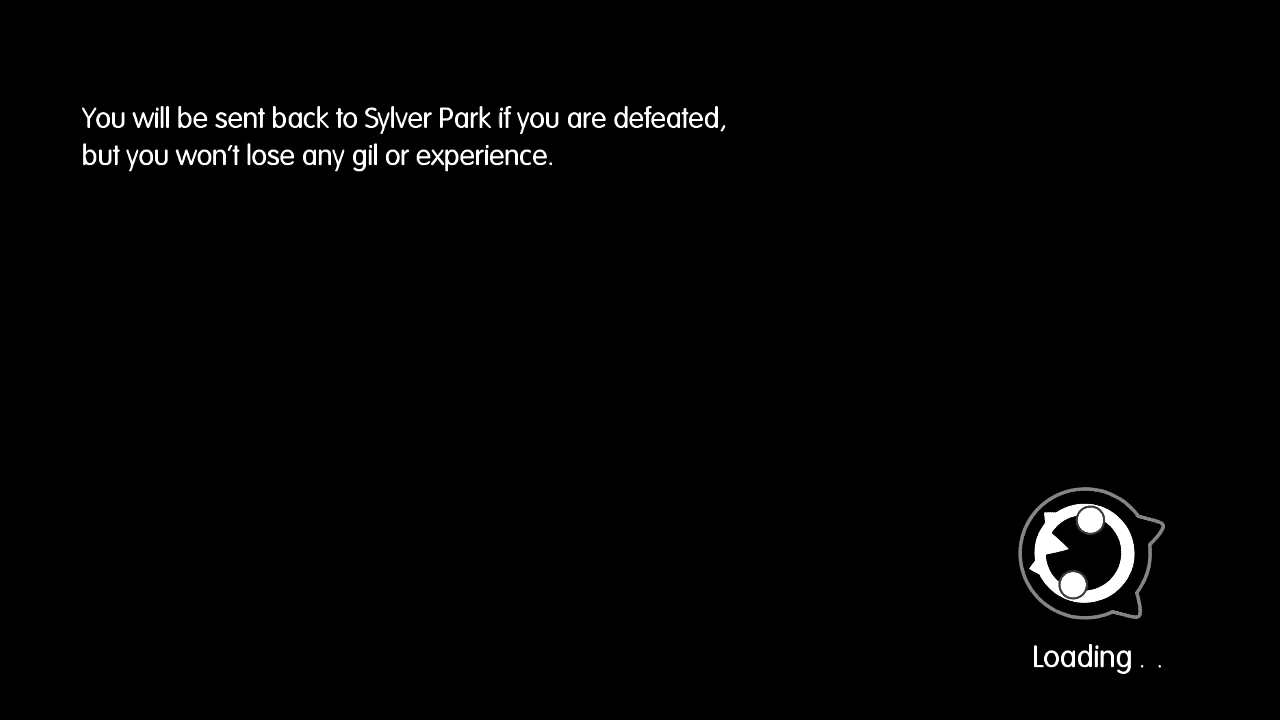 You will be sent back to Sylver Park if you are defeated,
but you won't lose any gil or experience.
Loading . .